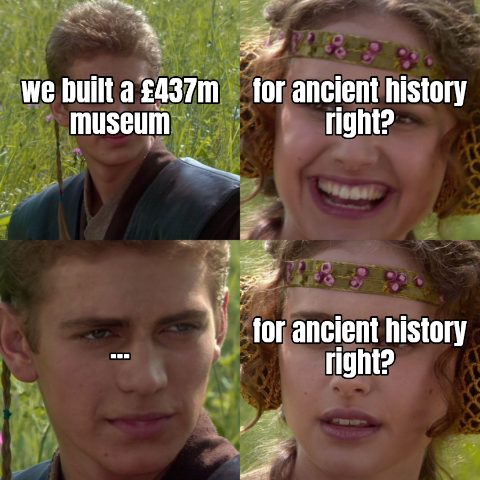 we built a £437m
museum
for ancient history
right?
...
for ancient history
right?